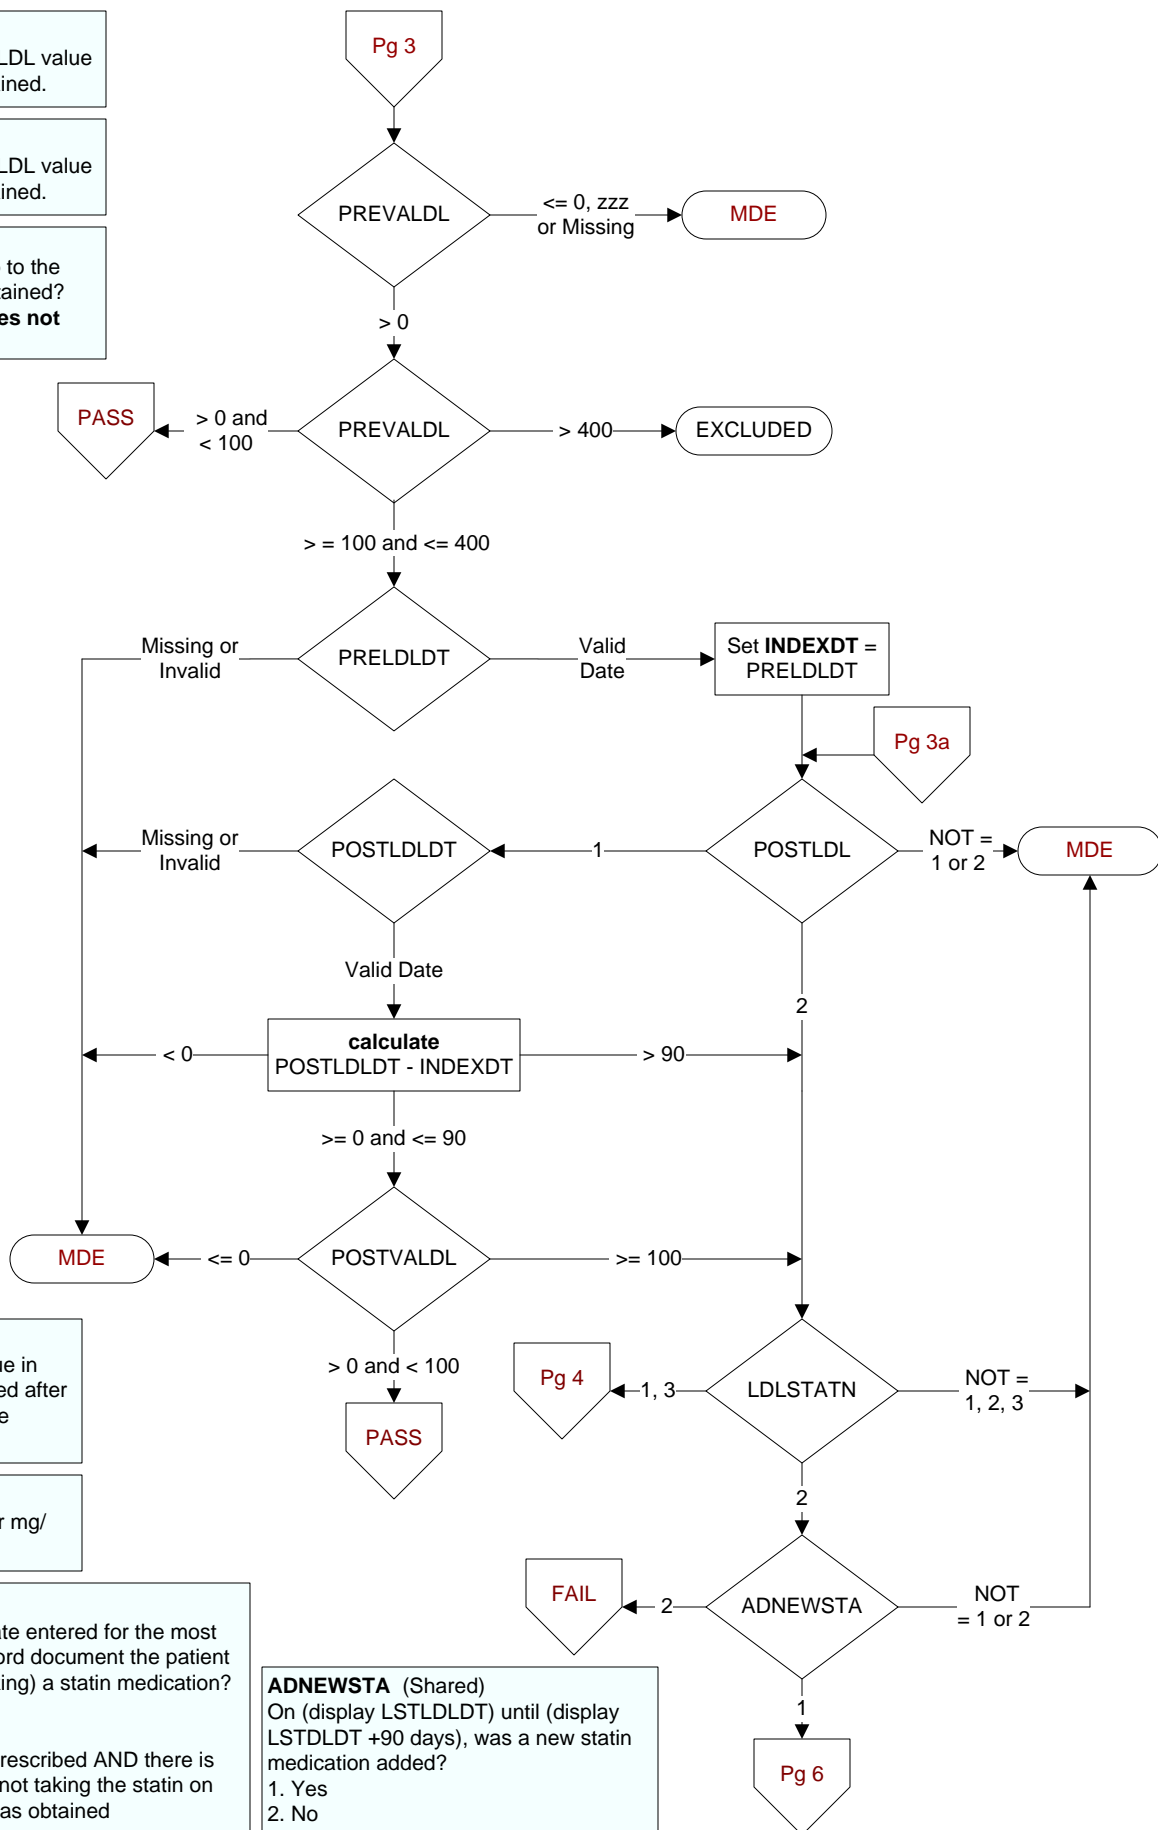 LDL value
ined.
LDL value
ined.
to the
tained?
es not
Pg 3
PREVALDL
<= 0, zzz
or Missing
MDE
> 0
PASS
> 0 and
< 100
PREVALDL
> 400
EXCLUDED
> = 100 and <= 400
Missing or
Invalid
PRELDLDT
Valid
Date
Set INDEXDT =
PRELDLDT
Pg 3a
Missing or
Invalid
POSTLDLDT
1
POSTLDL
NOT =
1 or 2
MDE
Valid Date
2
< 0
calculate
POSTLDLDT - INDEXDT
> 90
>= 0 and <= 90
MDE
<= 0
POSTVALDL
>= 100
> 0 and < 100
PASS
Pg 4
1, 3
LDLSTATN
NOT =
1, 2, 3
2
FAIL
2
ADNEWSTA
NOT
= 1 or 2
1
Pg 6
ue in
ed after
e
r mg/
ate entered for the most
ord document the patient
ing) a statin medication?
rescribed AND there is
not taking the statin on
as obtained
ADNEWSTA (Shared)
On (display LSTLDLDT) until (display
LSTDLDT +90 days), was a new statin
medication added?
1. Yes
2. No